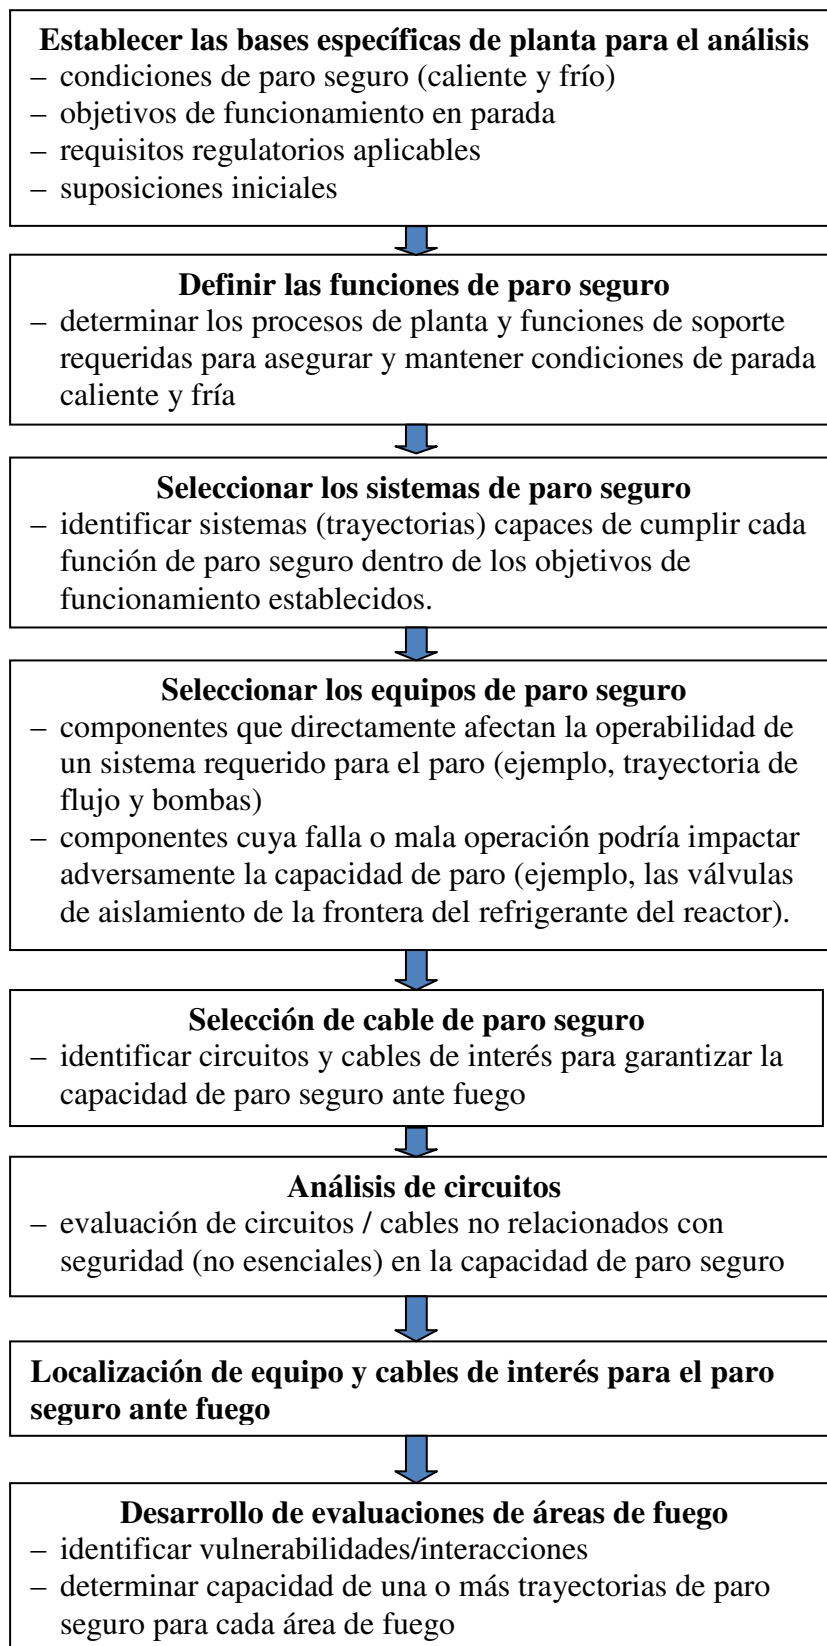 Establecer las bases específicas de planta para el análisis
– condiciones de paro seguro (caliente y frío)
– objetivos de funcionamiento en parada
– requisitos regulatorios aplicables
– suposiciones iniciales
Definir las funciones de paro seguro
– determinar los procesos de planta y funciones de soporte
requeridas para asegurar y mantener condiciones de parada
caliente y fría
Seleccionar los sistemas de paro seguro
– identificar sistemas (trayectorias) capaces de cumplir cada
función de paro seguro dentro de los objetivos de
funcionamiento establecidos.
Seleccionar los equipos de paro seguro
– componentes que directamente afectan la operabilidad de
un sistema requerido para el paro (ejemplo, trayectoria de
flujo y bombas)
– componentes cuya falla o mala operación podría impactar
adversamente la capacidad de paro (ejemplo, las válvulas
de aislamiento de la frontera del refrigerante del reactor).
Selección de cable de paro seguro
– identificar circuitos y cables de interés para garantizar la
capacidad de paro seguro ante fuego
Análisis de circuitos
– evaluación de circuitos / cables no relacionados con
seguridad (no esenciales) en la capacidad de paro seguro
Localización de equipo y cables de interés para el paro
seguro ante fuego
Desarrollo de evaluaciones de áreas de fuego
– identificar vulnerabilidades/interacciones
– determinar capacidad de una o más trayectorias de paro
seguro para cada área de fuego